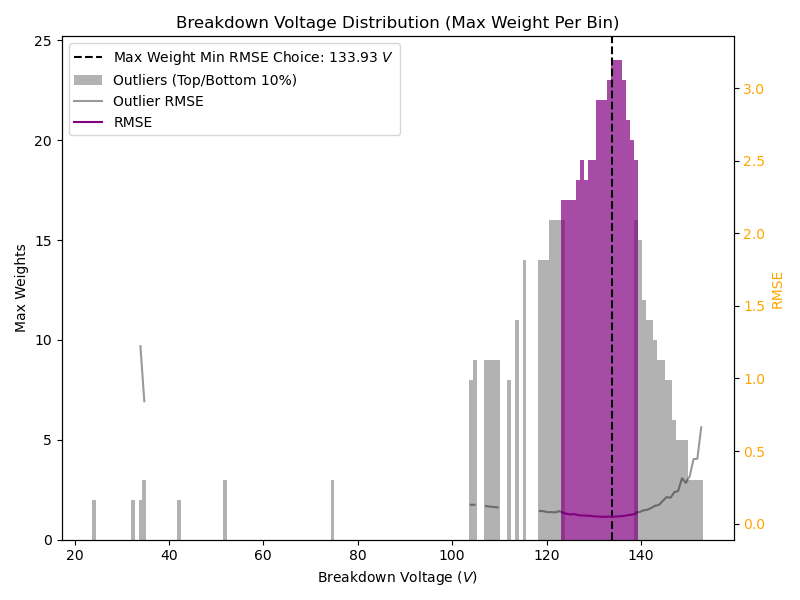 Breakdown Voltage Distribution (Max Weight Per Bin)
Max Weight Min RMSE Choice: 133.93 V
Outliers (Top/Bottom 10%)
Outlier RMSE
RMSE
Max Weights
25
20
15
10
5
0
3.0
2.5
2.0
1.5
1.0
0.5
0.0
RMSE
20 40 60 80 100 120 140
Breakdown Voltage (V)